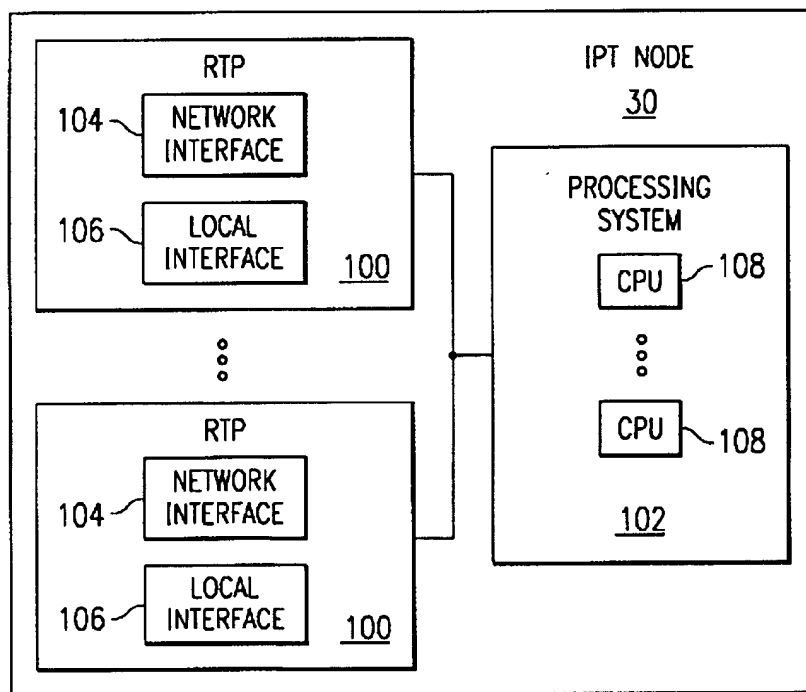 RTP
104
NETWORK
INTERFACE
106
LOCAL
INTERFACE
100
RTP
104
NETWORK
INTERFACE
106
LOCAL
INTERFACE
100
IPT NODE
30
PROCESSING
SYSTEM
CPU
108
CPU
108
102